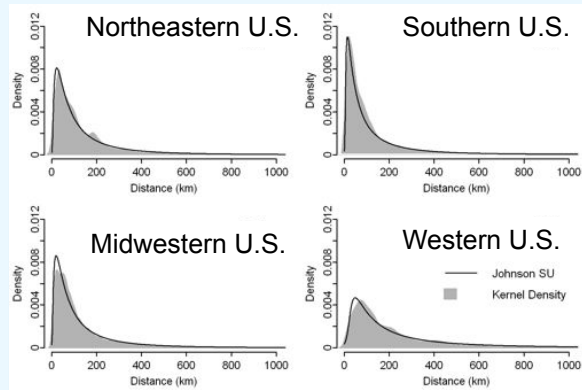 Northeastern U.S.
Density
0 0.004 0.008 0.012
0 200 400 600 800 1000
Distance (km)
Southern U.S.
Density
0 0.004 0.008 0.012
0 200 400 600 800 1000
Distance (km)
Midwestern U.S.
Density
0 0.004 0.008 0.012
0 200 400 600 800 1000
Distance (km)
Western U.S.
Johnson SU
Kernel Density
Density
0 0.004 0.008 0.012
0 200 400 600 800 1000
Distance (km)